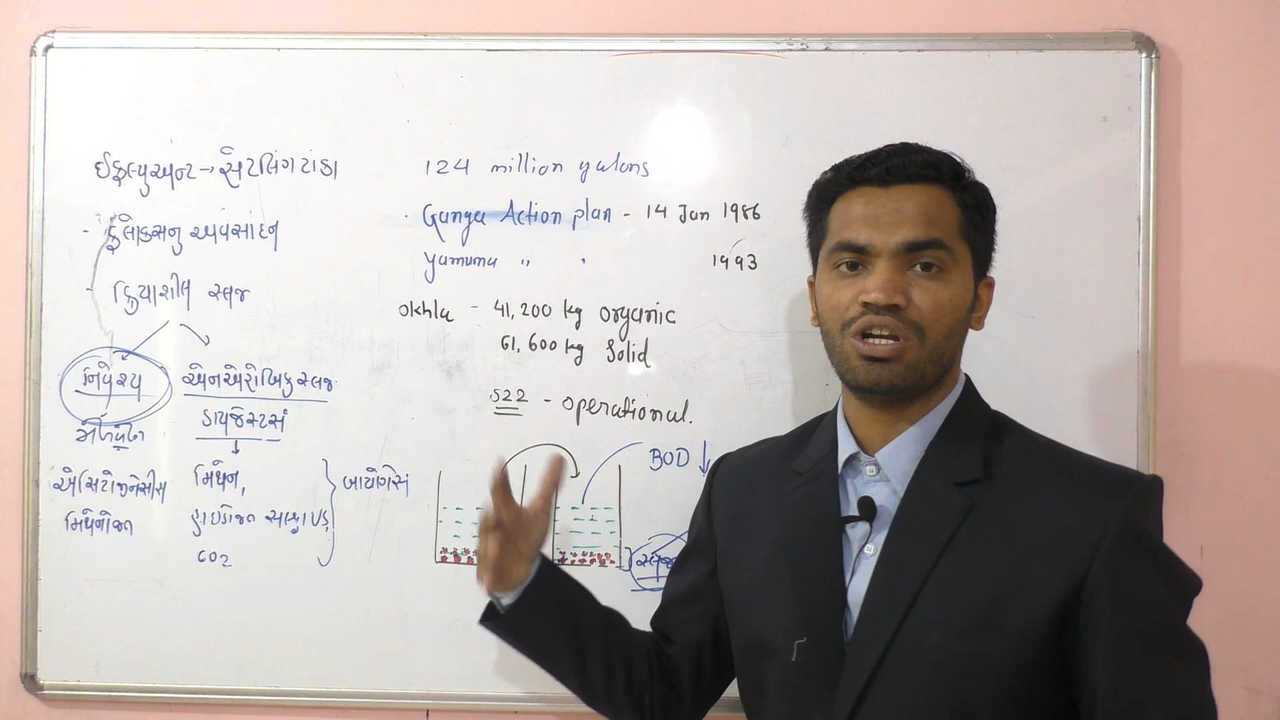 ઈફલ્યુઅન્ટ → સેટલિંગ ટાંકા
- ફ્લોક્સનુ અવસાદન
- ક્રિયાશીલ સ્લજ
નિવેશ્ય
એનએરોબિક સ્લજ
ડાયજેસ્ટર્સ
એસિટોજીનેસીસ
મિથેનોજન
મિથેન,
હાઇડ્રોજન સલ્ફાઇડ
CO2
બાયોગેસ
124 million galons
. Ganga Action plan - 14 Jan 1986
Yamuna " " 1993
Okhla - 41,200 kg Organic
61,600 kg Solid
522 - operational.
BOD ↓
સ્લજ